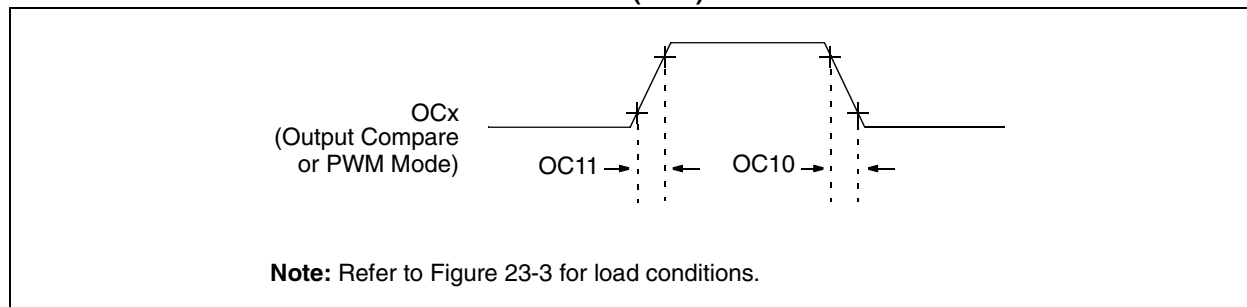 OCx
(Output Compare
or PWM Mode)
OC11
OC10
Note: Refer to Figure 23-3 for load conditions.